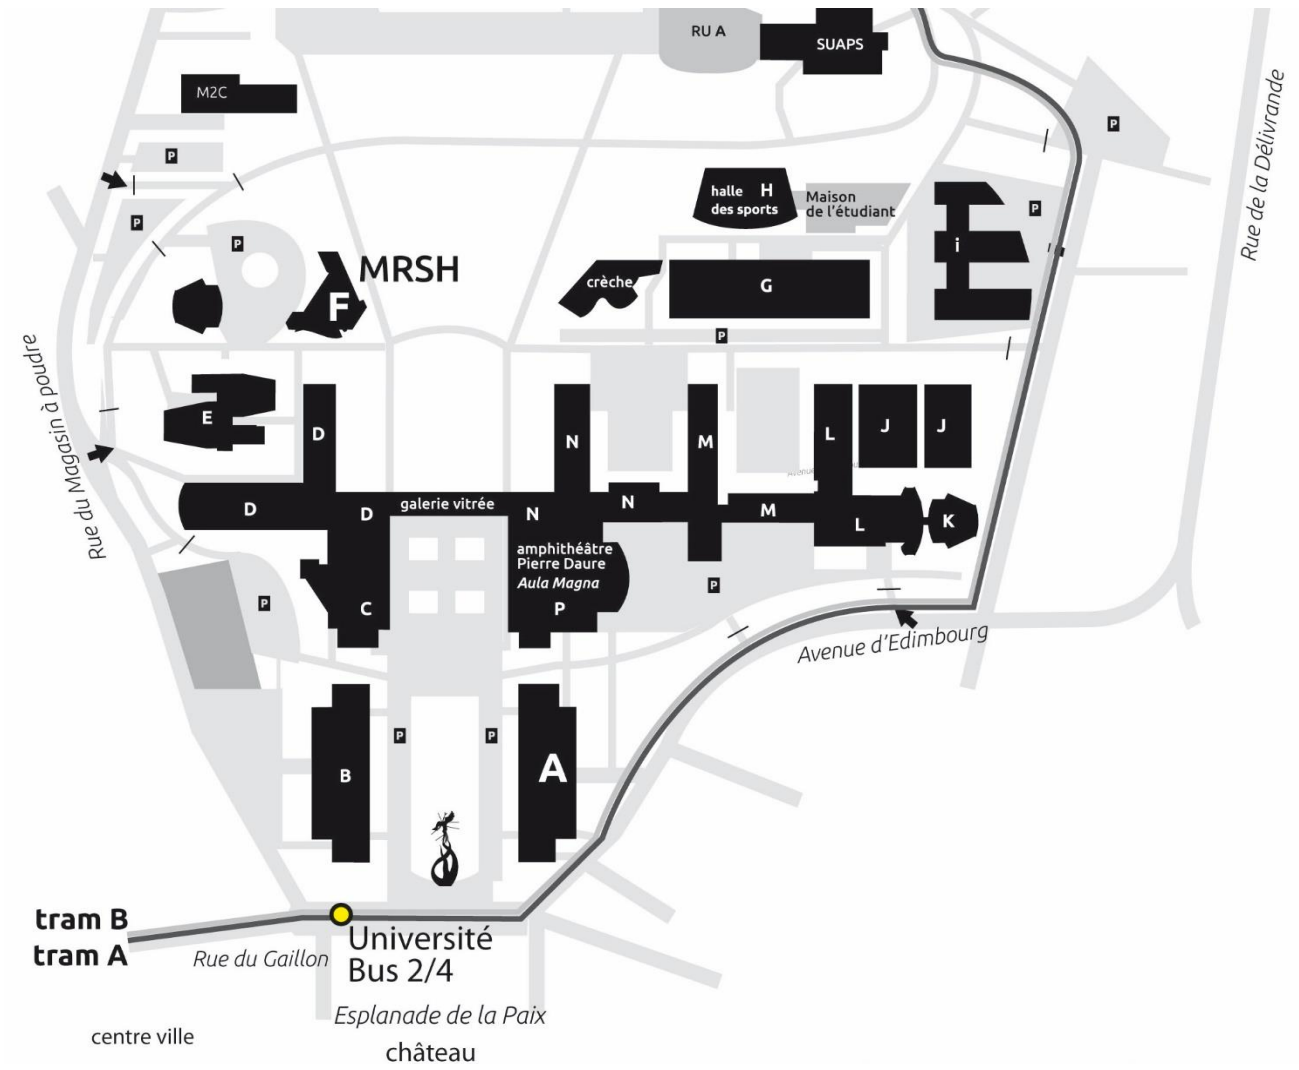 RU A
SUAPS
M2C
P
P
Rue de la Délivrande
halle H
des sports
Maison
de l'étudiant
P
P
P
i
MRSH
F
crèche
G
P
Rue du Magasin à poudre
E
D
N
M
L
J
J
D
D
galerie vitrée
N
N
M
L
K
amphithéâtre
Pierre Daure
Aula Magna
P
P
C
P
Avenue d'Edimbourg
P
P
B
A
tram B
tram A
Université
Bus 2/4
Rue du Gaillon
Esplanade de la Paix
centre ville
château